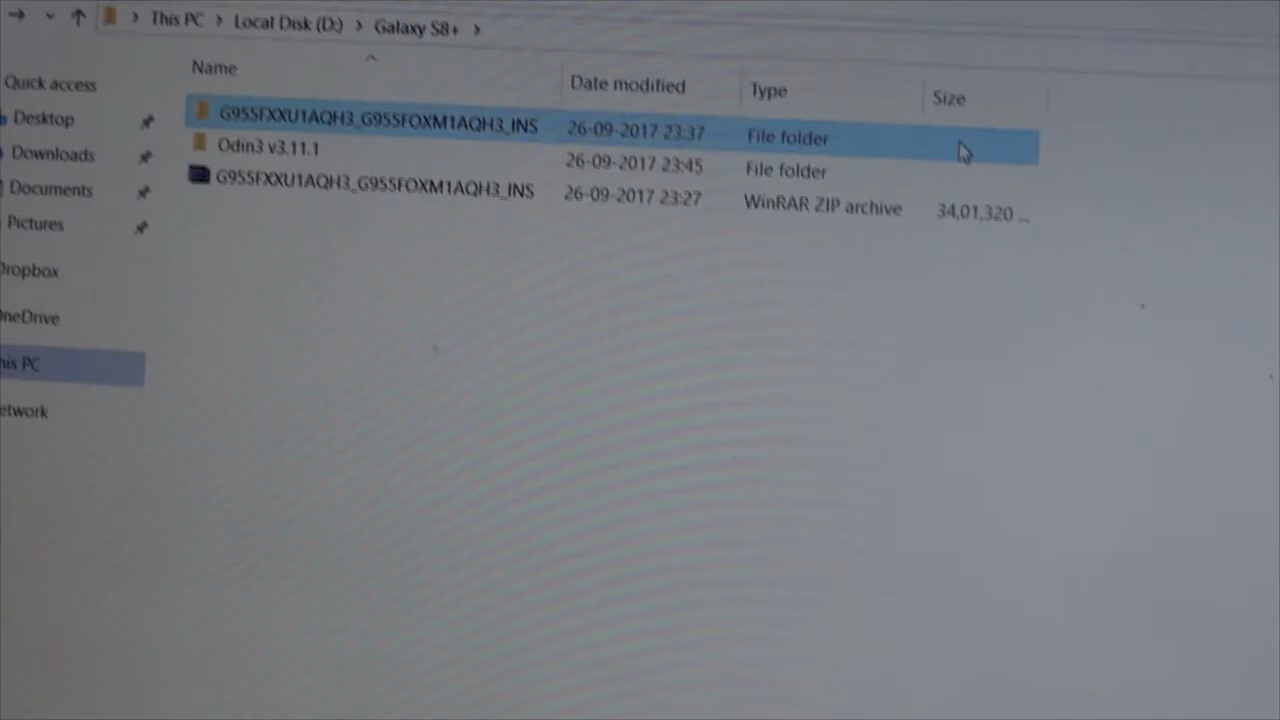 This PC > Local Disk (D:) > Galaxy S8+ >
Name Date modified Type Size
Quick access
Desktop
Downloads
Documents
Pictures
Dropbox
OneDrive
This PC
Network
G955FXXU1AQH3_G955FOXM1AQH3_INS 26-09-2017 23:37 File folder
Odin3 v3.11.1 26-09-2017 23:45 File folder
G955FXXU1AQH3_G955FOXM1AQH3_INS 26-09-2017 23:27 WinRAR ZIP archive 34,01,320 ...